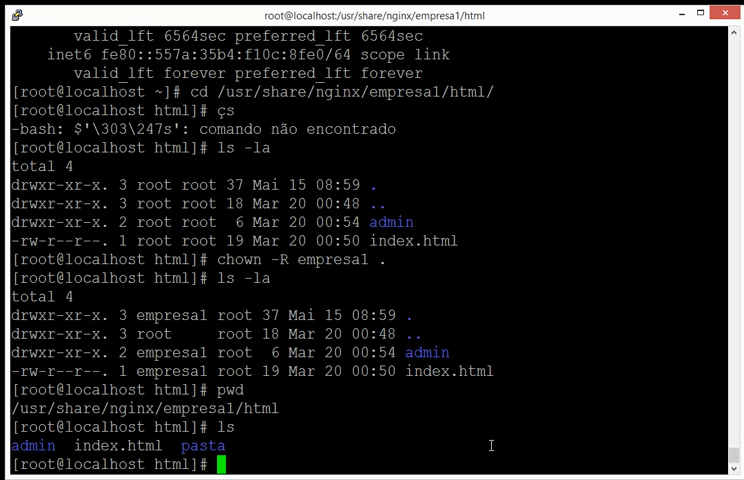 root@localhost:/usr/share/nginx/empresa1/html
valid_lft 6564sec preferred_lft 6564sec
inet6 fe80::557a:35b4:f10c:8fe0/64 scope link
valid_lft forever preferred_lft forever
[root@localhost ~]# cd /usr/share/nginx/empresa1/html/
[root@localhost html]# çs
-bash: $'\303\247s': comando não encontrado
[root@localhost html]# ls -la
total 4
drwxr-xr-x. 3 root root 37 Mai 15 08:59 .
drwxr-xr-x. 3 root root 18 Mar 20 00:48 ..
drwxr-xr-x. 2 root root  6 Mar 20 00:54 admin
-rw-r--r--. 1 root root 19 Mar 20 00:50 index.html
[root@localhost html]# chown -R empresa1 .
[root@localhost html]# ls -la
total 4
drwxr-xr-x. 3 empresa1 root 37 Mai 15 08:59 .
drwxr-xr-x. 3 root     root 18 Mar 20 00:48 ..
drwxr-xr-x. 2 empresa1 root  6 Mar 20 00:54 admin
-rw-r--r--. 1 empresa1 root 19 Mar 20 00:50 index.html
[root@localhost html]# pwd
/usr/share/nginx/empresa1/html
[root@localhost html]# ls
admin  index.html  pasta
[root@localhost html]#